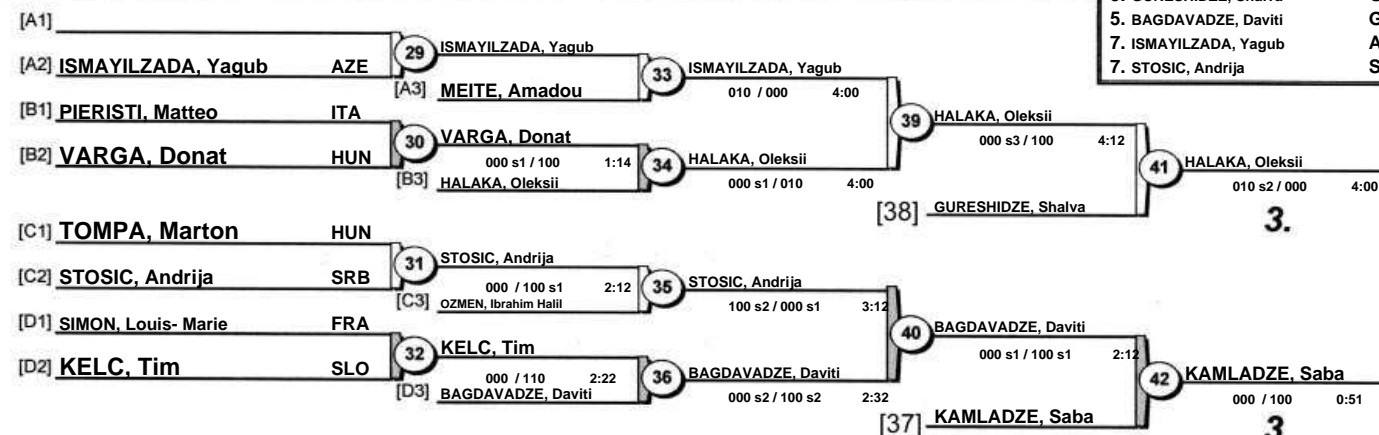 5. BAGDAVADZE, Daviti G
7. ISMAYILZADA, Yagub A
7. STOSIC, Andrija S
[A1]
29 ISMAYILZADA, Yagub
[A2] ISMAYILZADA, Yagub AZE
33 ISMAYILZADA, Yagub
[A3] MEITE, Amadou
010 / 000 4:00
[B1] PIERISTI, Matteo ITA
39 HALAKA, Oleksii
30 VARGA, Donat
000 s3 / 100 4:12
[B2] VARGA, Donat HUN
000 s1 / 100 1:14
34 HALAKA, Oleksii
41 HALAKA, Oleksii
[B3] HALAKA, Oleksii
000 s1 / 010 4:00
010 s2 / 000 4:00
[38] GURESHIDZE, Shalva
3.
[C1] TOMPA, Marton HUN
31 STOSIC, Andrija
[C2] STOSIC, Andrija SRB
000 / 100 s1 2:12
35 STOSIC, Andrija
[C3] OZMEN, Ibrahim Halil
100 s2 / 000 s1 3:12
[D1] SIMON, Louis- Marie FRA
40 BAGDAVADZE, Daviti
32 KELC, Tim
000 s1 / 100 s1 2:12
[D2] KELC, Tim SLO
000 / 110 2:22
36 BAGDAVADZE, Daviti
42 KAMLADZE, Saba
[D3] BAGDAVADZE, Daviti
000 s2 / 100 s2 2:32
000 / 100 0:51
[37] KAMLADZE, Saba
3